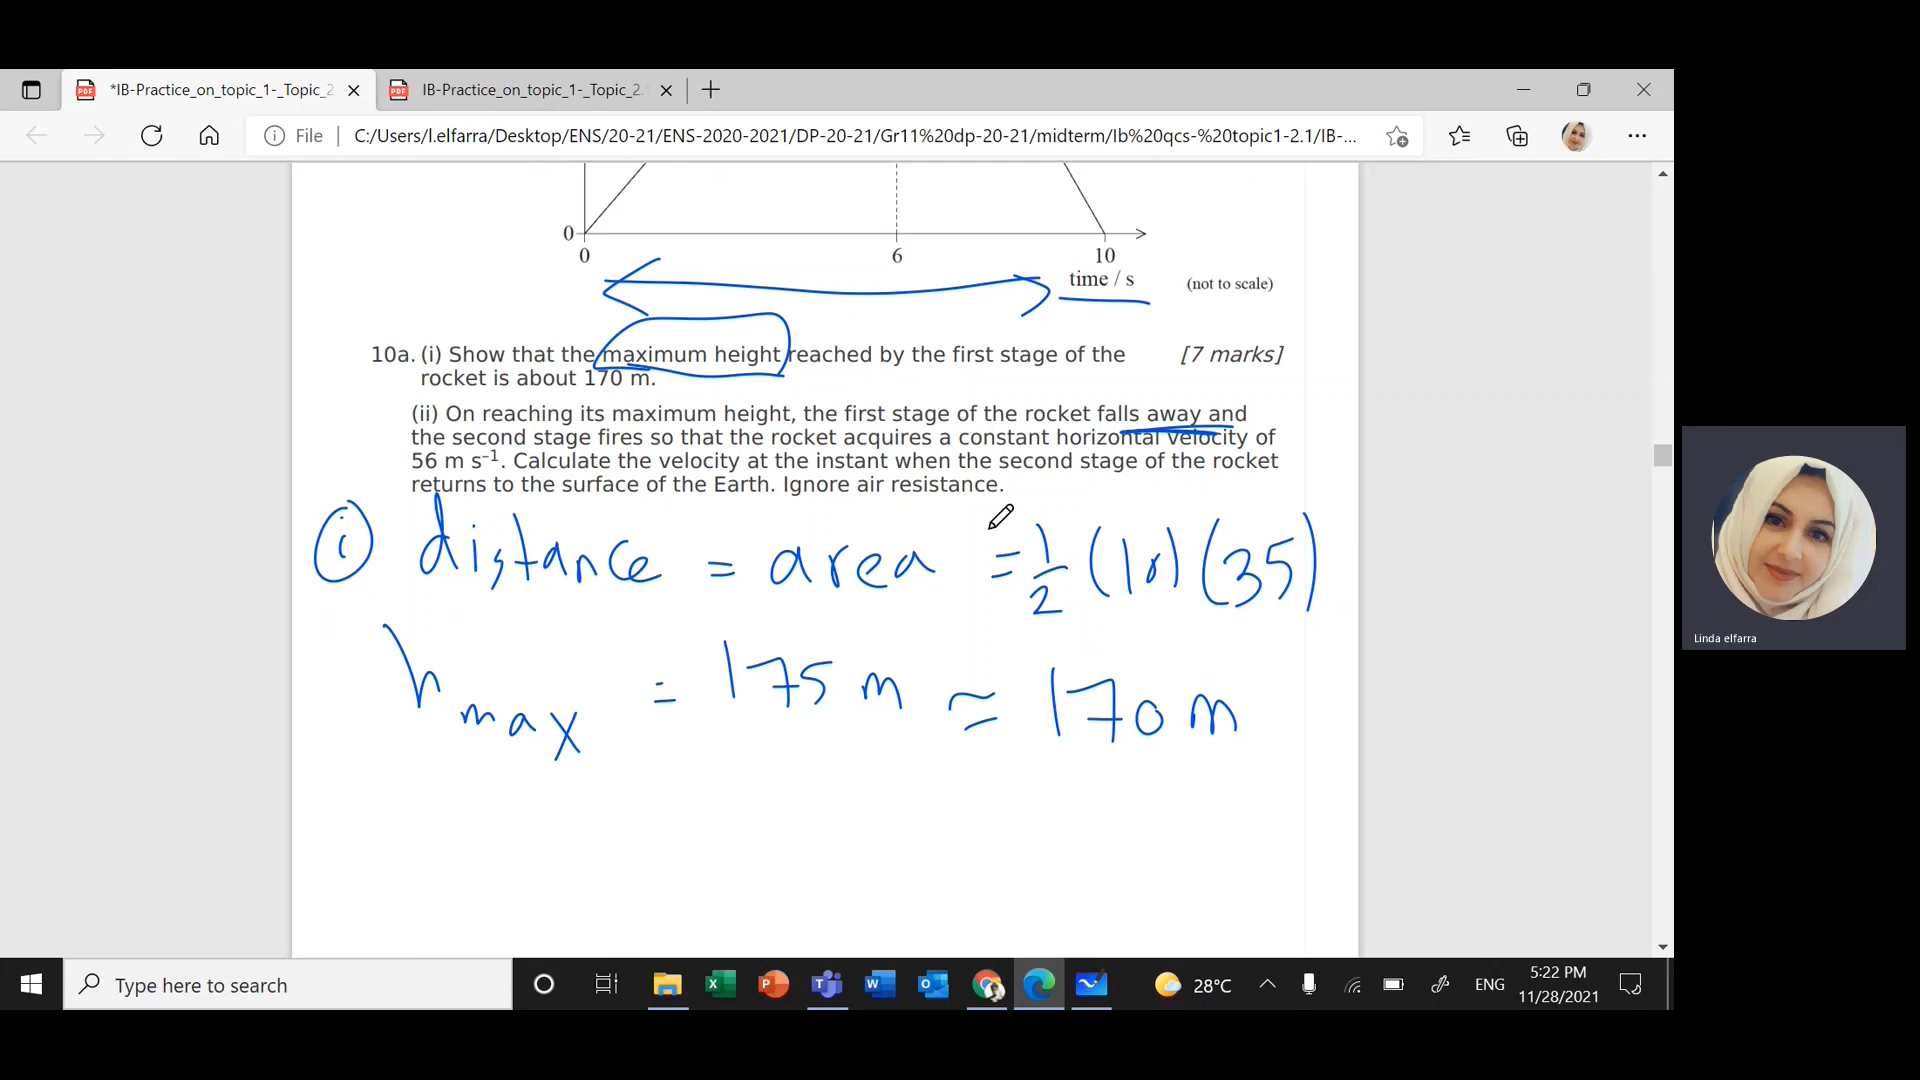 *IB-Practice_on_topic_1-_Topic_2
IB-Practice_on_topic_1-_Topic_2.
File
C:/Users/l.elfarra/Desktop/ENS/20-21/ENS-2020-2021/DP-20-21/Gr11%20dp-20-21/midterm/Ib%20qcs-%20topic1-2.1/IB-...
0
0 6 10
time / s (not to scale)
10a. (i) Show that the maximum height reached by the first stage of the [7 marks]
rocket is about 170 m.
(ii) On reaching its maximum height, the first stage of the rocket falls away and
the second stage fires so that the rocket acquires a constant horizontal velocity of
56 m s⁻¹. Calculate the velocity at the instant when the second stage of the rocket
returns to the surface of the Earth. Ignore air resistance.
i distance = area = 1/2 (10) (35)
h max = 175 m ≈ 170 m
Linda elfarra
Type here to search
28°C
ENG
5:22 PM
11/28/2021